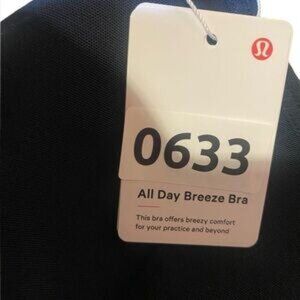 0633
All Day Breeze Bra
This bra offers breezy comfort
for your practice and beyond